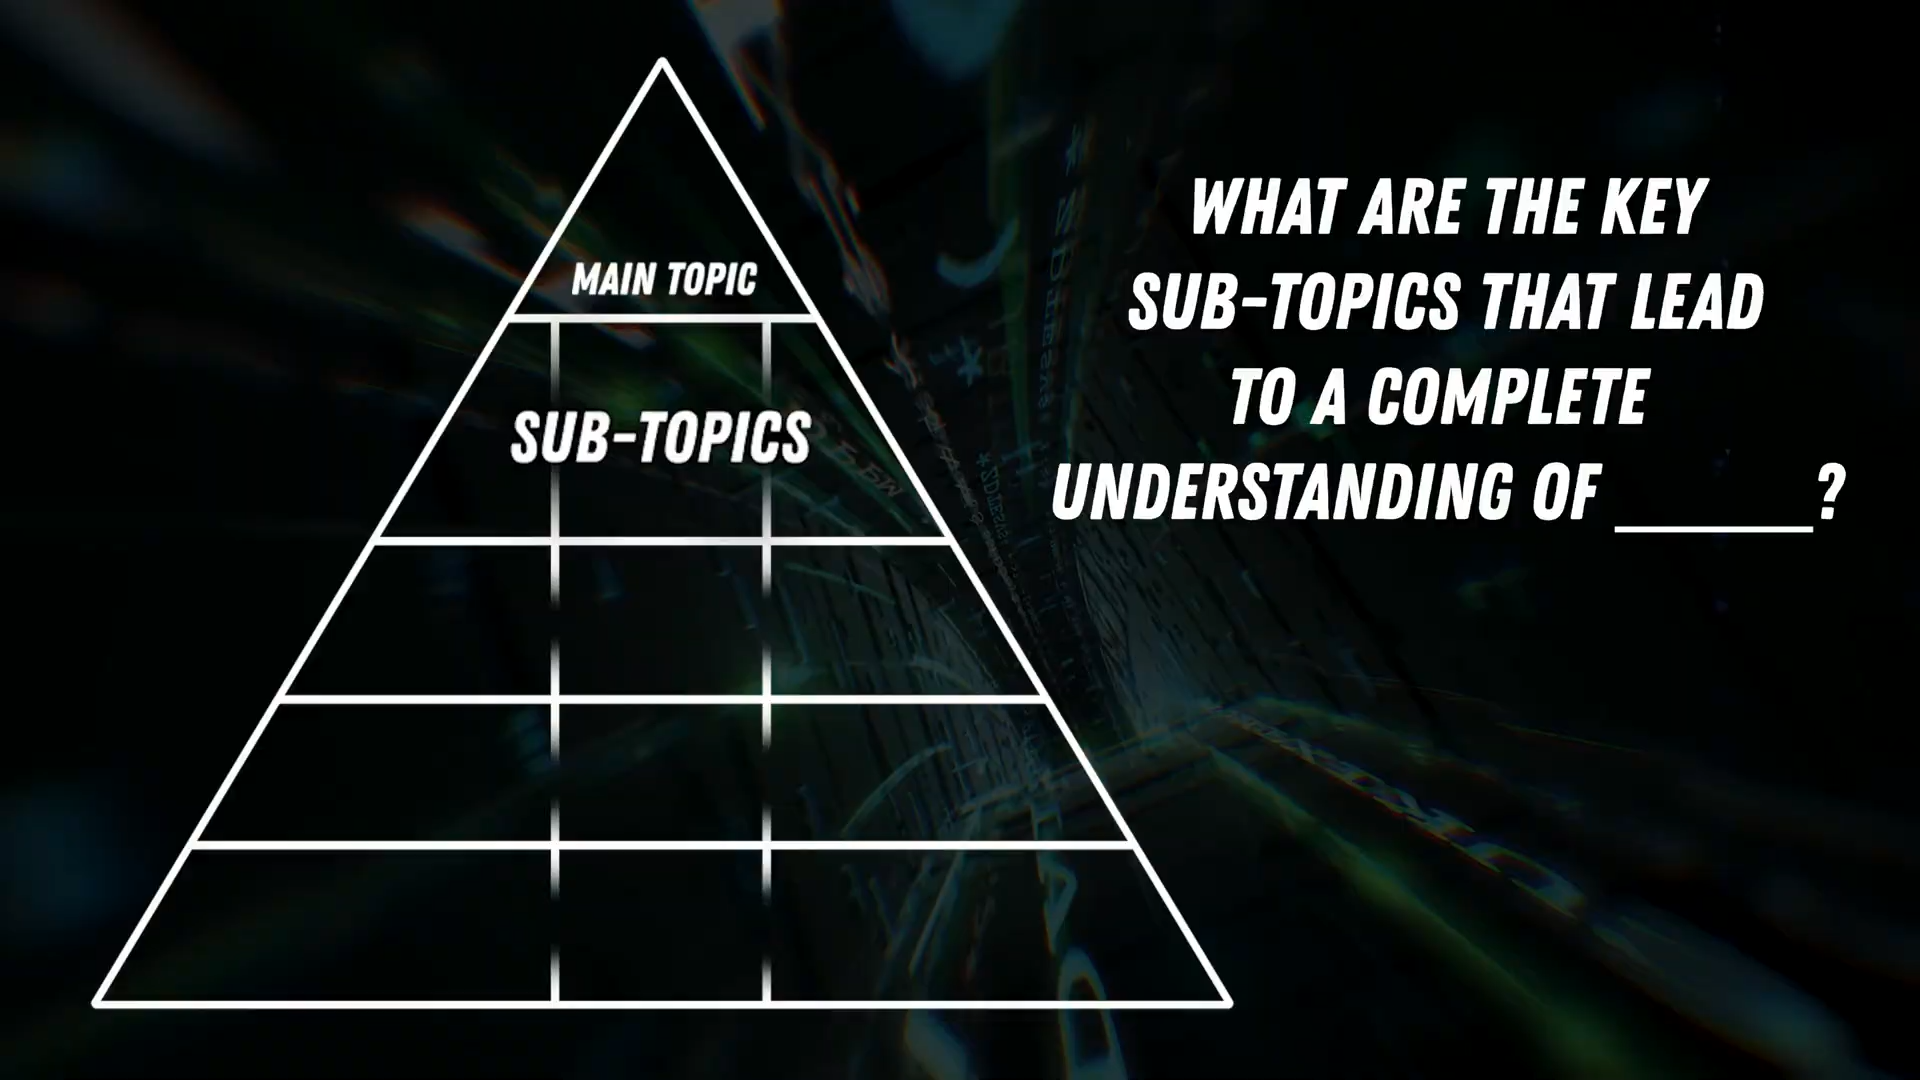 MAIN TOPIC
SUB-TOPICS
WHAT ARE THE KEY
SUB-TOPICS THAT LEAD
TO A COMPLETE
UNDERSTANDING OF ______?